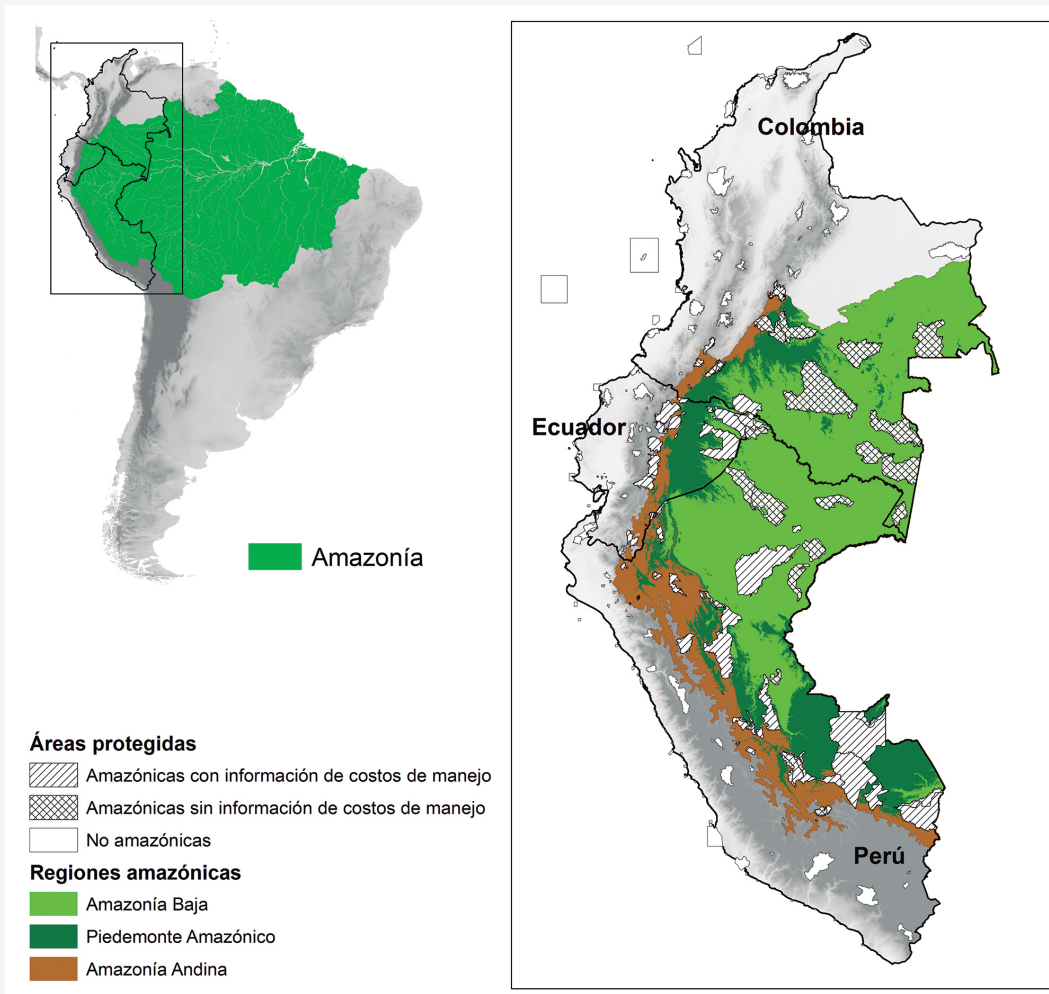 Amazonía
Colombia
Ecuador
Perú
Áreas protegidas
Amazónicas con información de costos de manejo
Amazónicas sin información de costos de manejo
No amazónicas
Regiones amazónicas
Amazonía Baja
Piedemonte Amazónico
Amazonía Andina